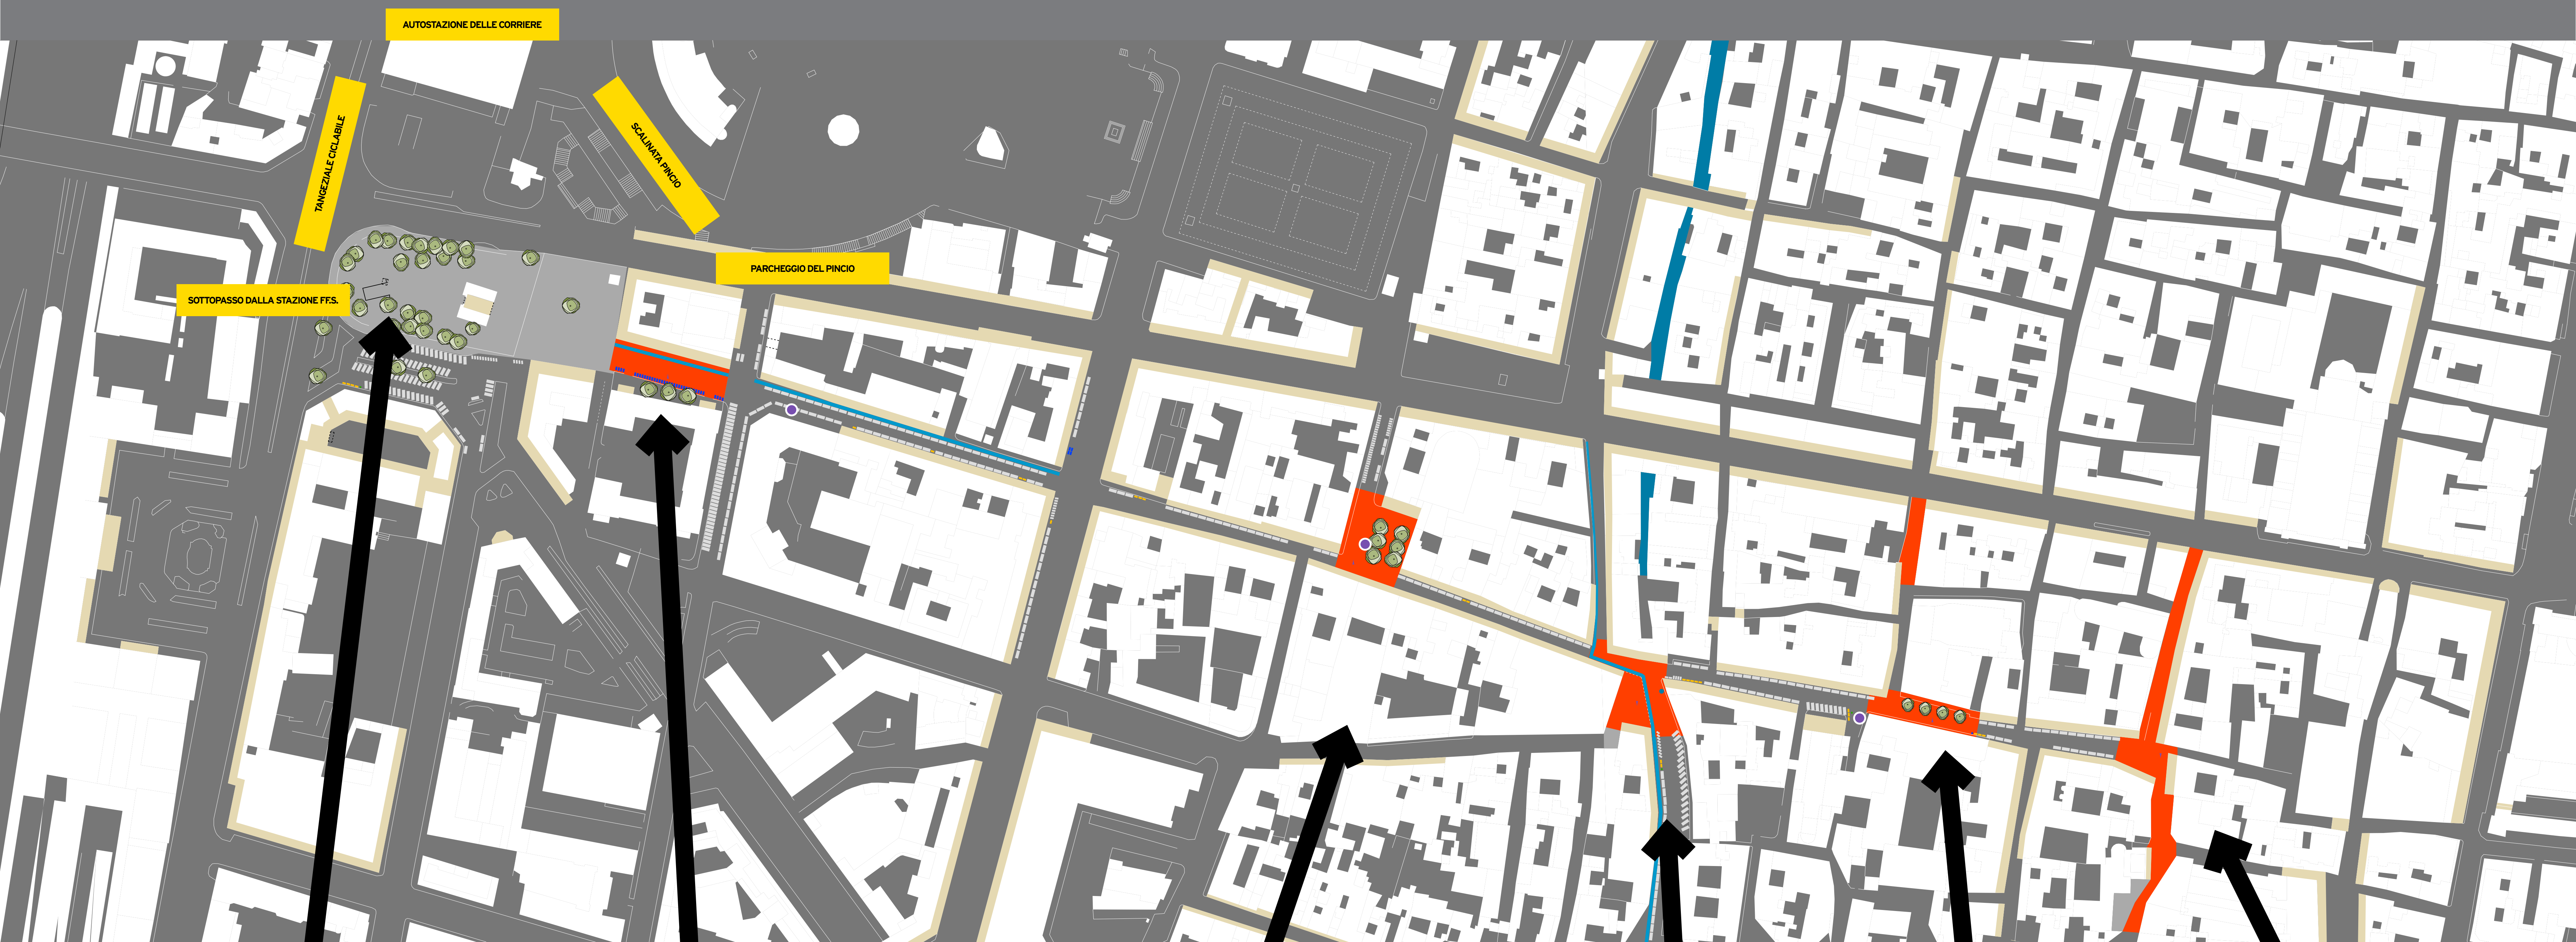 AUTOSTAZIONE DELLE CORRIERE
TANGEZIALE CICLABILE
SCALINATA PINCIO
PARCHEGGIO DEL PINCIO
SOTTOPASSO DALLA STAZIONE FF.S.